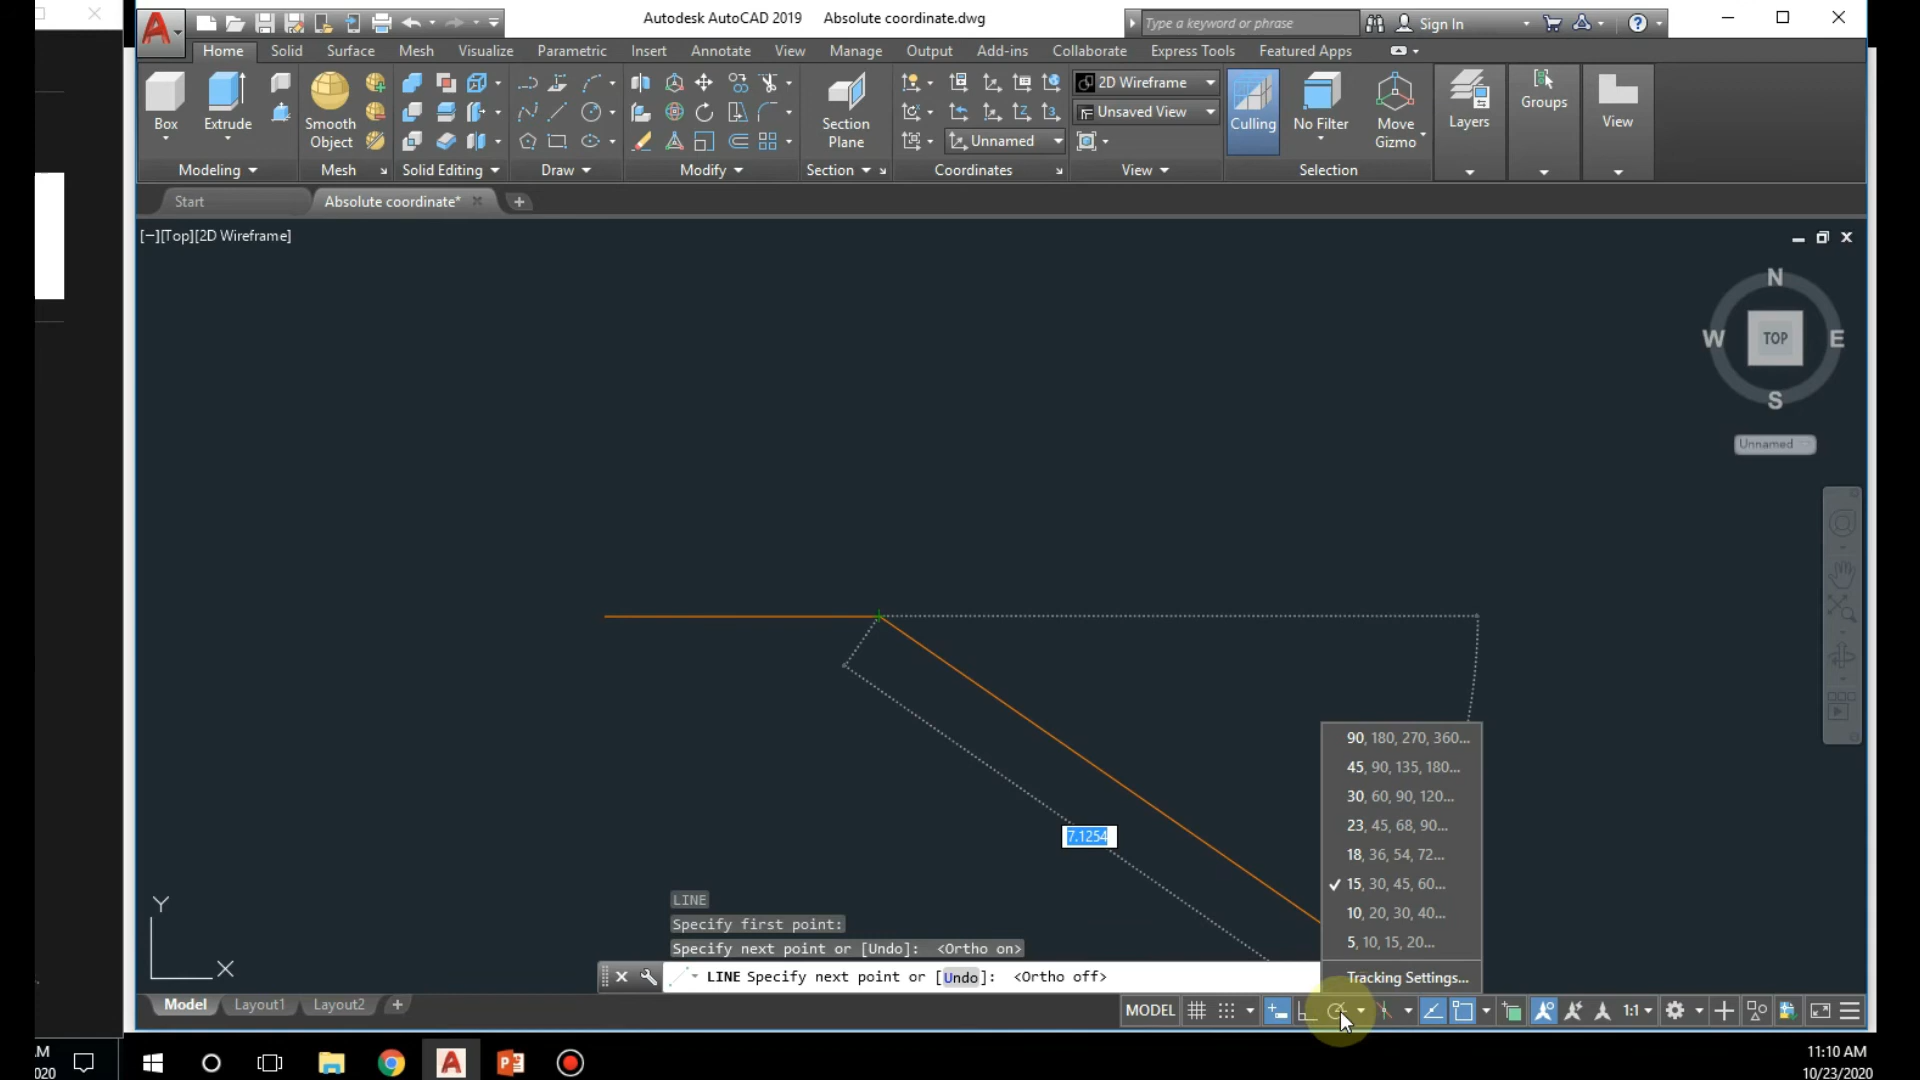 Autodesk AutoCAD 2019 Absolute coordinate.dwg
Type a keyword or phrase
Sign In
Home Solid Surface Mesh Visualize Parametric Insert Annotate View Manage Output Add-ins Collaborate Express Tools Featured Apps
2D Wireframe
Unsaved View
Box
Extrude
Smooth
Object
Section
Plane
Unnamed
Culling
No Filter
Move
Gizmo
Layers
Groups
View
Modeling Mesh Solid Editing Draw Modify Section Coordinates View Selection
Start
Absolute coordinate*
[−][Top][2D Wireframe]
N
W TOP E
S
Unnamed
90, 180, 270, 360...
45, 90, 135, 180...
30, 60, 90, 120...
23, 45, 68, 90...
18, 36, 54, 72...
15, 30, 45, 60...
10, 20, 30, 40...
5, 10, 15, 20...
Tracking Settings...
7.1254
Y
X
LINE
Specify first point:
Specify next point or [Undo]: <Ortho on>
LINE Specify next point or [Undo]: <Ortho off>
Model Layout1 Layout2
MODEL
1:1
AM
020
11:10 AM
10/23/2020